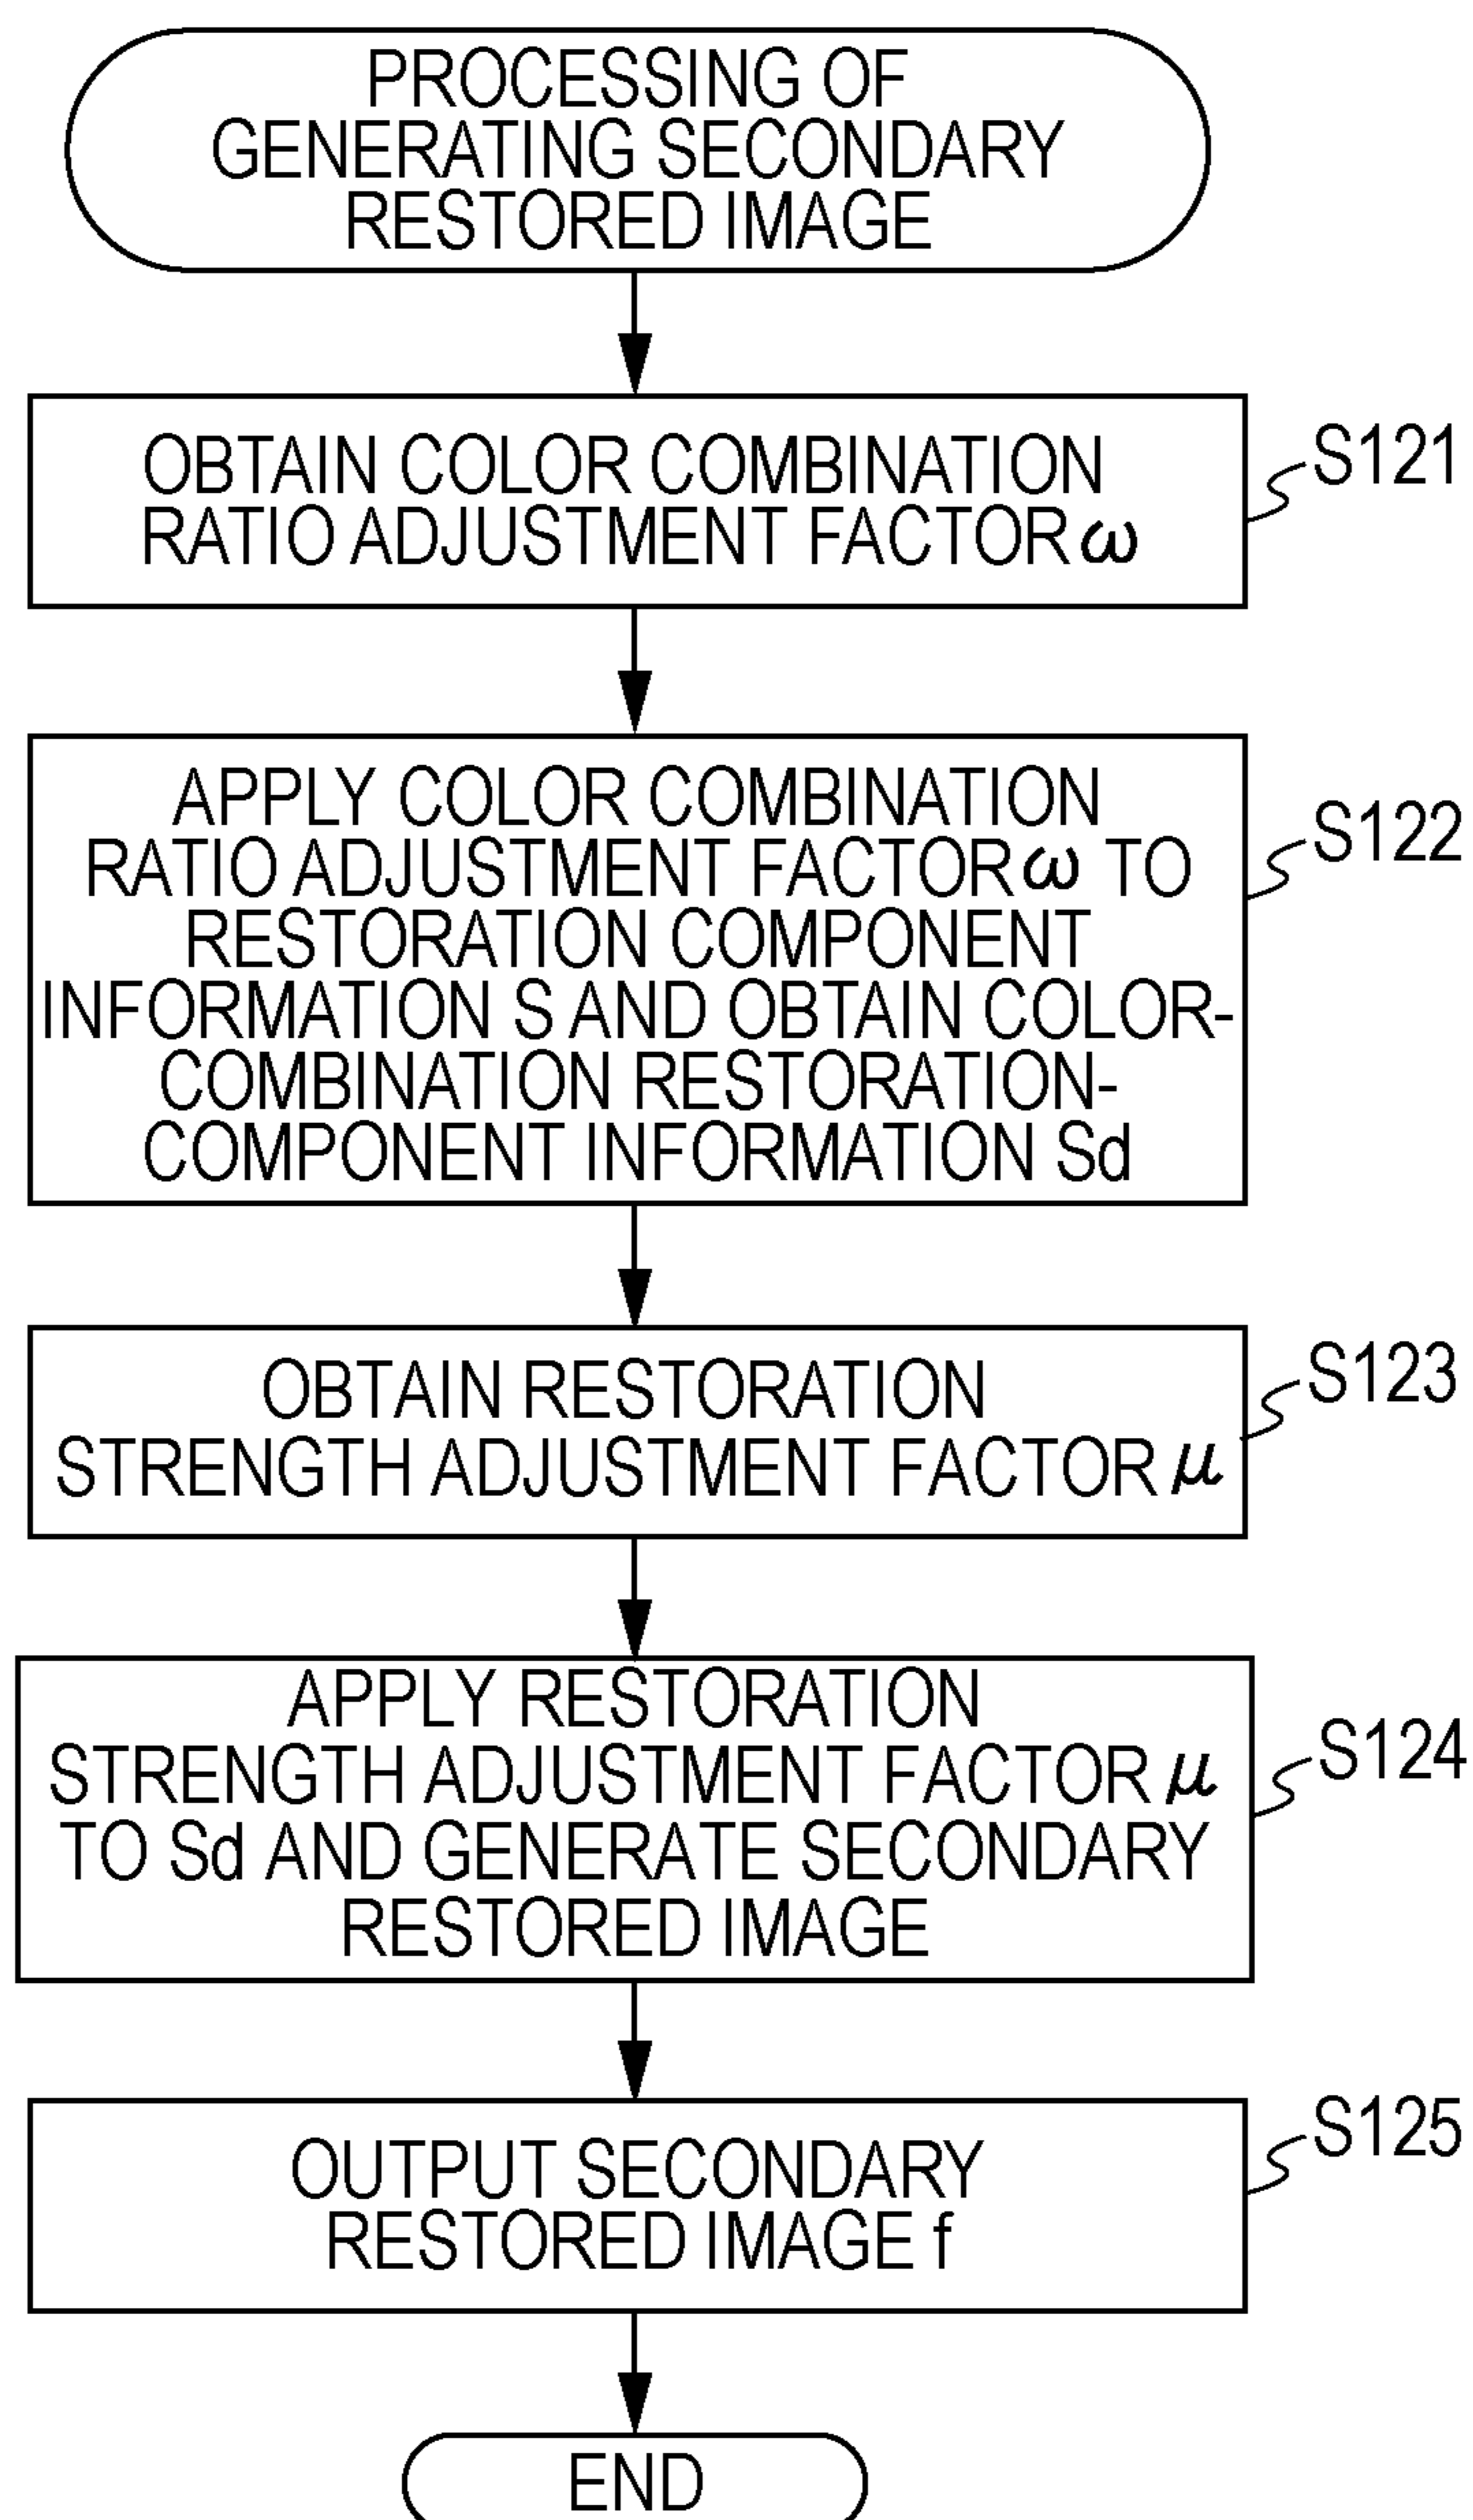 PROCESSING OF
GENERATING SECONDARY
RESTORED IMAGE
OBTAIN COLOR COMBINATION
RATIO ADJUSTMENT FACTOR ω
S121
APPLY COLOR COMBINATION
RATIO ADJUSTMENT FACTOR ω TO
RESTORATION COMPONENT
INFORMATION S AND OBTAIN COLOR-
COMBINATION RESTORATION-
COMPONENT INFORMATION Sd
S122
OBTAIN RESTORATION
STRENGTH ADJUSTMENT FACTOR μ
S123
APPLY RESTORATION
STRENGTH ADJUSTMENT FACTOR μ
TO Sd AND GENERATE SECONDARY
RESTORED IMAGE
S124
OUTPUT SECONDARY
RESTORED IMAGE f
S125
END